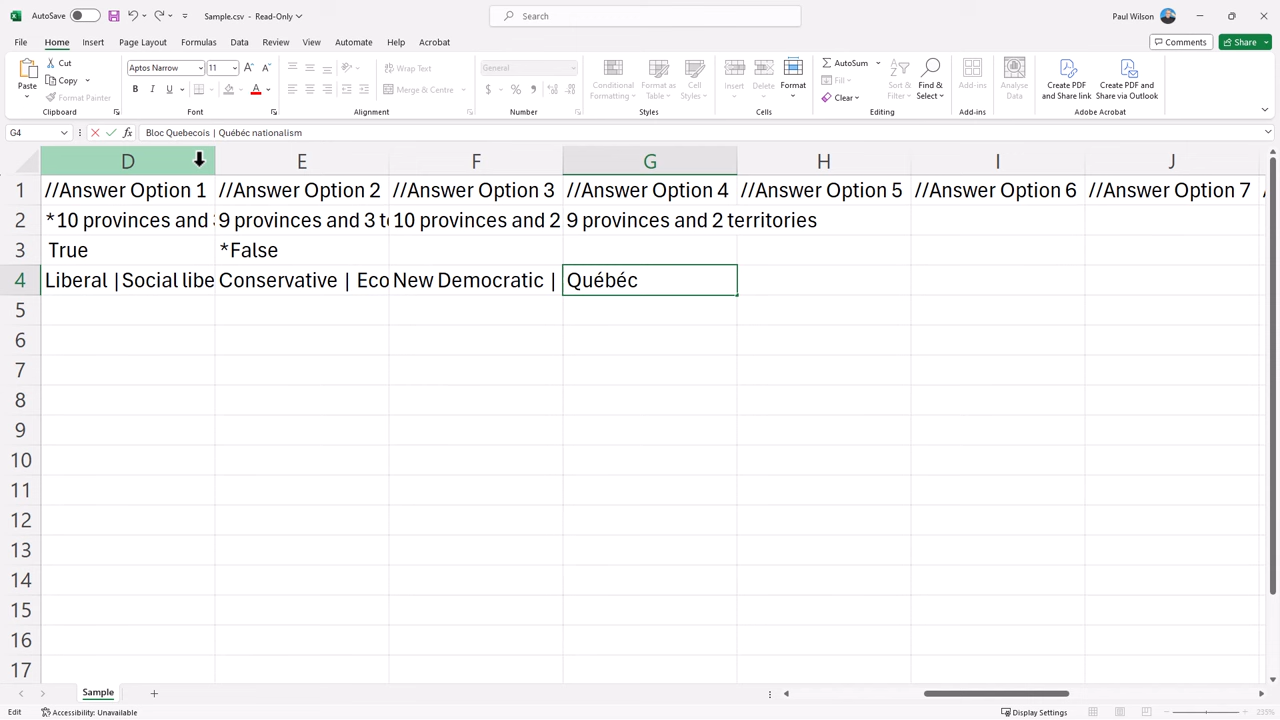 AutoSave
Sample.csv - Read-Only
Search
Paul Wilson
File Home Insert Page Layout Formulas Data Review View Automate Help Acrobat
Comments Share
Paste
Cut
Copy
Format Painter
Clipboard
Aptos Narrow 11
B I U
Font
Wrap Text
Merge & Centre
Alignment
General
Number
Conditional Formatting
Format as Table
Cell Styles
Styles
Insert Delete Format
Cells
AutoSum
Fill
Clear
Sort & Filter
Find & Select
Editing
Add-ins
Add-ins
Analyse Data
Create PDF and Share link
Create PDF and Share via Outlook
Adobe Acrobat
G4 fx Bloc Quebecois | Québéc nationalism
D E F G H I J
1 //Answer Option 1 //Answer Option 2 //Answer Option 3 //Answer Option 4 //Answer Option 5 //Answer Option 6 //Answer Option 7
2 *10 provinces and 9 provinces and 3 10 provinces and 2 9 provinces and 2 territories
3 True *False
4 Liberal |Social libe Conservative | Eco New Democratic | Québéc
5
6
7
8
9
10
11
12
13
14
15
16
17
Sample
Edit Accessibility: Unavailable Display Settings 235%